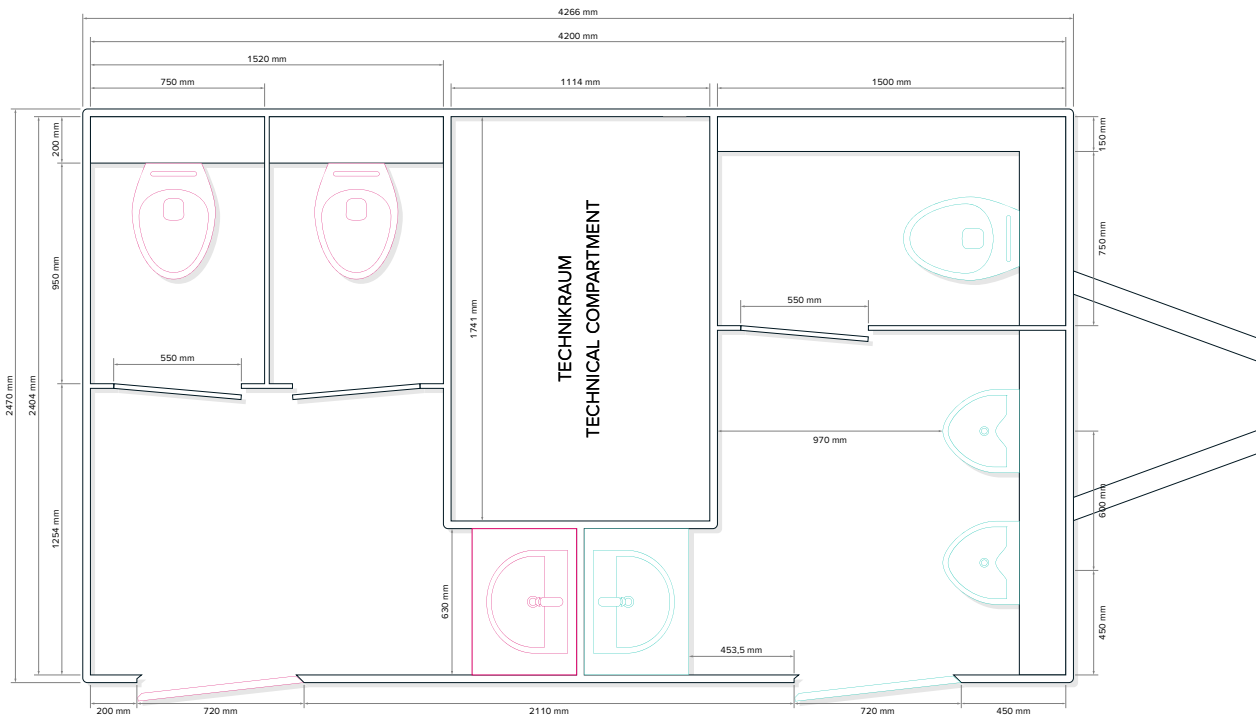 4266 mm
4200 mm
1520 mm
750 mm
1114 mm
1500 mm
200 mm
150 mm
950 mm
750 mm
TECHNIKRAUM
TECHNICAL COMPARTMENT
1741 mm
550 mm
550 mm
2470 mm
2404 mm
970 mm
600 mm
1254 mm
630 mm
450 mm
453,5 mm
200 mm
720 mm
2110 mm
720 mm
450 mm